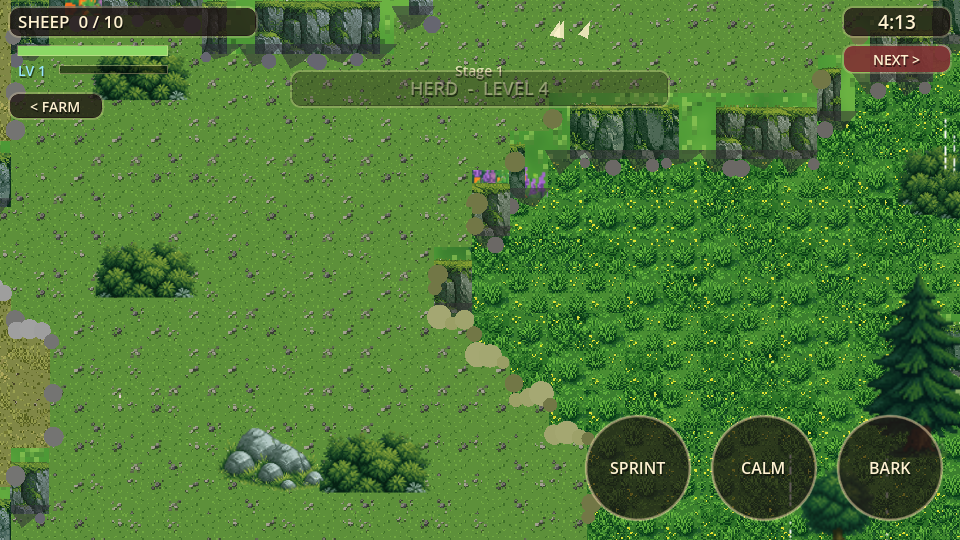 SHEEP 0 / 10
4:13
LV 1
NEXT >
Stage 1
HERD - LEVEL 4
< FARM
SPRINT
CALM
BARK